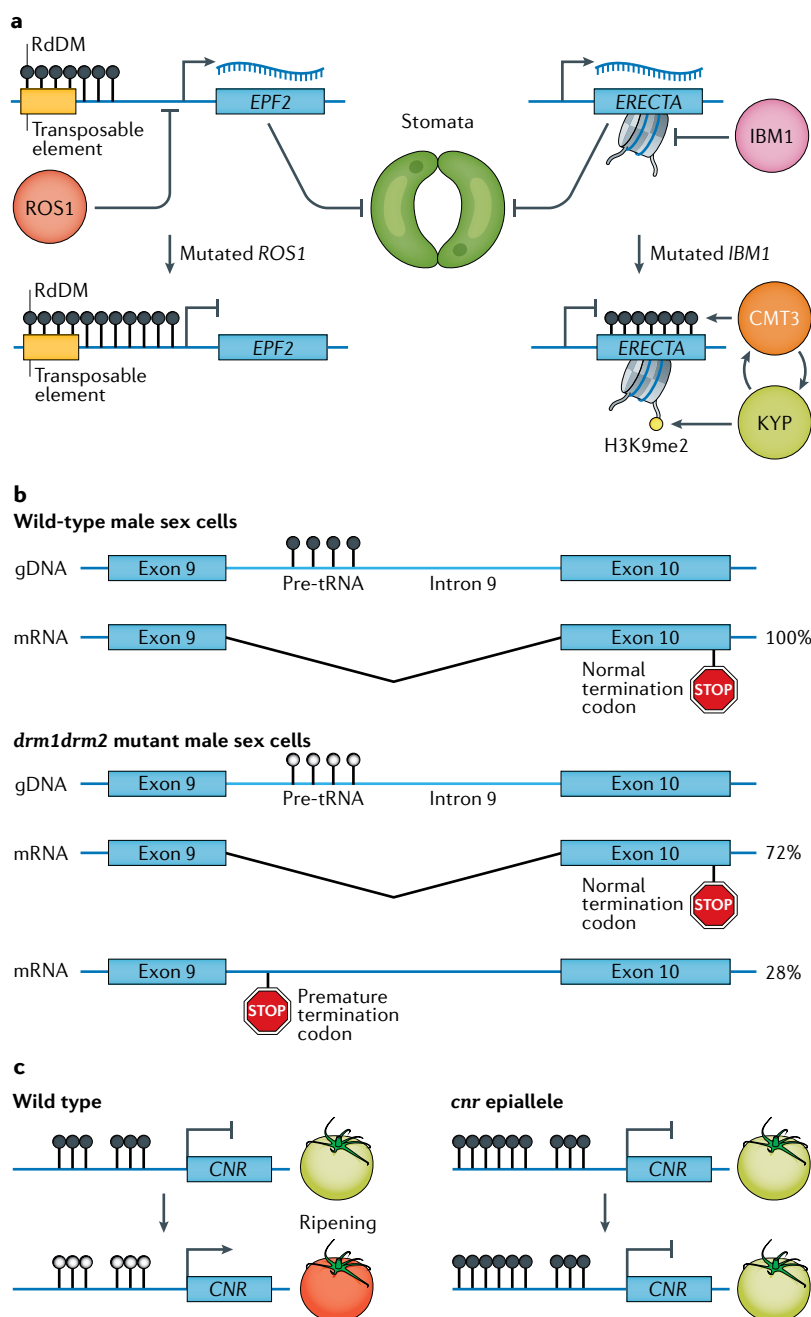 a
RdDM
EPF2
Transposable
element
Stomata
ERECTA
IBM1
ROS1
Mutated ROS1
Mutated IBM1
RdDM
EPF2
Transposable
element
ERECTA
CMT3
KYP
H3K9me2
b
Wild-type male sex cells
gDNA
Exon 9
Pre-tRNA
Intron 9
Exon 10
mRNA
Exon 9
Exon 10
100%
Normal
termination
codon
STOP
drm1drm2 mutant male sex cells
gDNA
Exon 9
Pre-tRNA
Intron 9
Exon 10
mRNA
Exon 9
Exon 10
72%
Normal
termination
codon
STOP
mRNA
Exon 9
Exon 10
28%
STOP
Premature
termination
codon
c
Wild type
CNR
Ripening
CNR
cnr epiallele
CNR
CNR